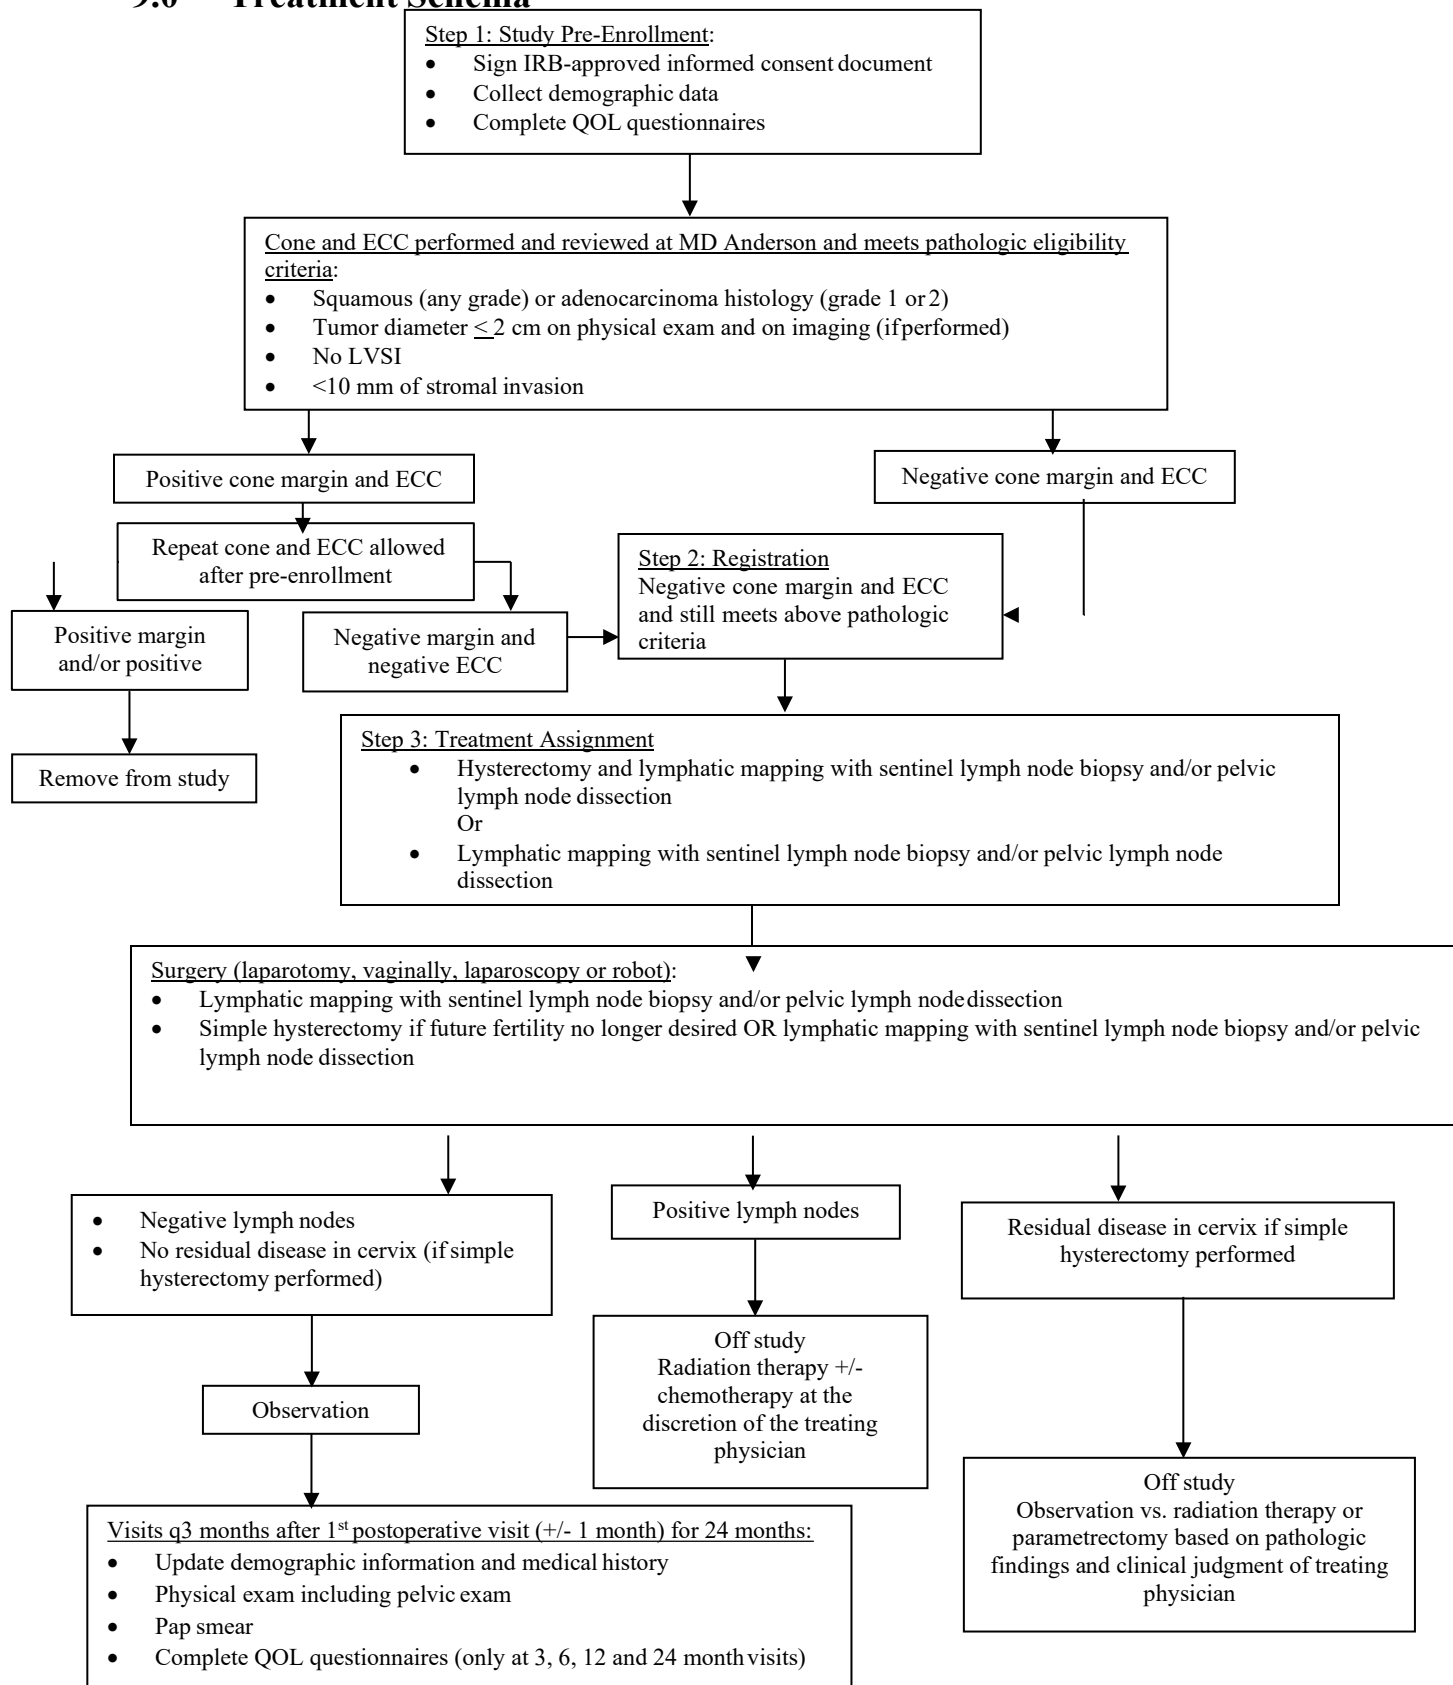 9.0 Treatment Schema
Step 1: Study Pre-Enrollment:
• Sign IRB-approved informed consent document
• Collect demographic data
• Complete QOL questionnaires
Cone and ECC performed and reviewed at MD Anderson and meets pathologic eligibility
criteria:
• Squamous (any grade) or adenocarcinoma histology (grade 1 or 2)
• Tumor diameter < 2 cm on physical exam and on imaging (if performed)
• No LVSI
• <10 mm of stromal invasion
Positive cone margin and ECC
Negative cone margin and ECC
Repeat cone and ECC allowed
after pre-enrollment
Step 2: Registration
Negative cone margin and ECC
and still meets above pathologic
criteria
Positive margin
and/or positive
Negative margin and
negative ECC
Remove from study
Step 3: Treatment Assignment
• Hysterectomy and lymphatic mapping with sentinel lymph node biopsy and/or pelvic
lymph node dissection
Or
• Lymphatic mapping with sentinel lymph node biopsy and/or pelvic lymph node
dissection
Surgery (laparotomy, vaginally, laparoscopy or robot):
• Lymphatic mapping with sentinel lymph node biopsy and/or pelvic lymph node dissection
• Simple hysterectomy if future fertility no longer desired OR lymphatic mapping with sentinel lymph node biopsy and/or pelvic
lymph node dissection
• Negative lymph nodes
• No residual disease in cervix (if simple
hysterectomy performed)
Positive lymph nodes
Residual disease in cervix if simple
hysterectomy performed
Observation
Off study
Radiation therapy +/-
chemotherapy at the
discretion of the treating
physician
Off study
Observation vs. radiation therapy or
parametrectomy based on pathologic
findings and clinical judgment of treating
physician
Visits q3 months after 1st postoperative visit (+/- 1 month) for 24 months:
• Update demographic information and medical history
• Physical exam including pelvic exam
• Pap smear
• Complete QOL questionnaires (only at 3, 6, 12 and 24 month visits)